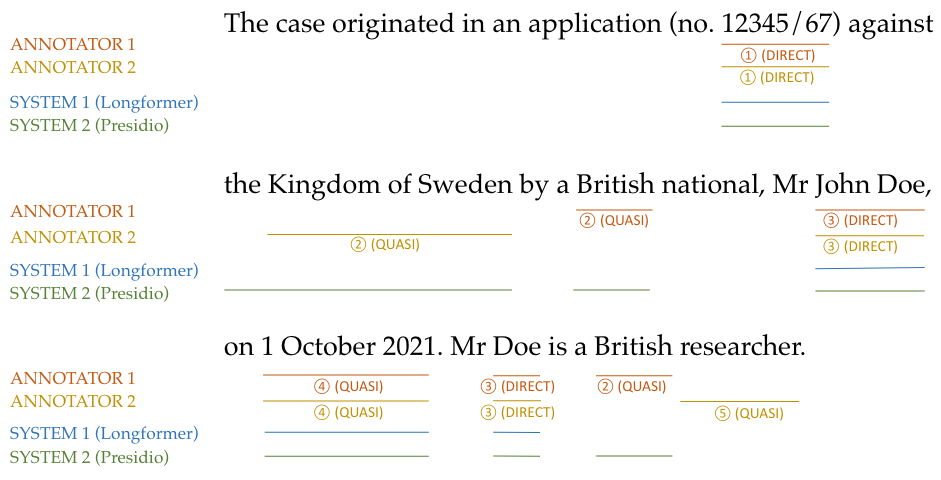 The case originated in an application (no. 12345/67) against
ANNOTATOR 1
① (DIRECT)
ANNOTATOR 2
① (DIRECT)
SYSTEM 1 (Longformer)
SYSTEM 2 (Presidio)
the Kingdom of Sweden by a British national, Mr John Doe,
ANNOTATOR 1
② (QUASI) ③ (DIRECT)
ANNOTATOR 2
② (QUASI) ③ (DIRECT)
SYSTEM 1 (Longformer)
SYSTEM 2 (Presidio)
on 1 October 2021. Mr Doe is a British researcher.
ANNOTATOR 1
④ (QUASI) ③ (DIRECT) ② (QUASI)
ANNOTATOR 2
④ (QUASI) ③ (DIRECT) ⑤ (QUASI)
SYSTEM 1 (Longformer)
SYSTEM 2 (Presidio)